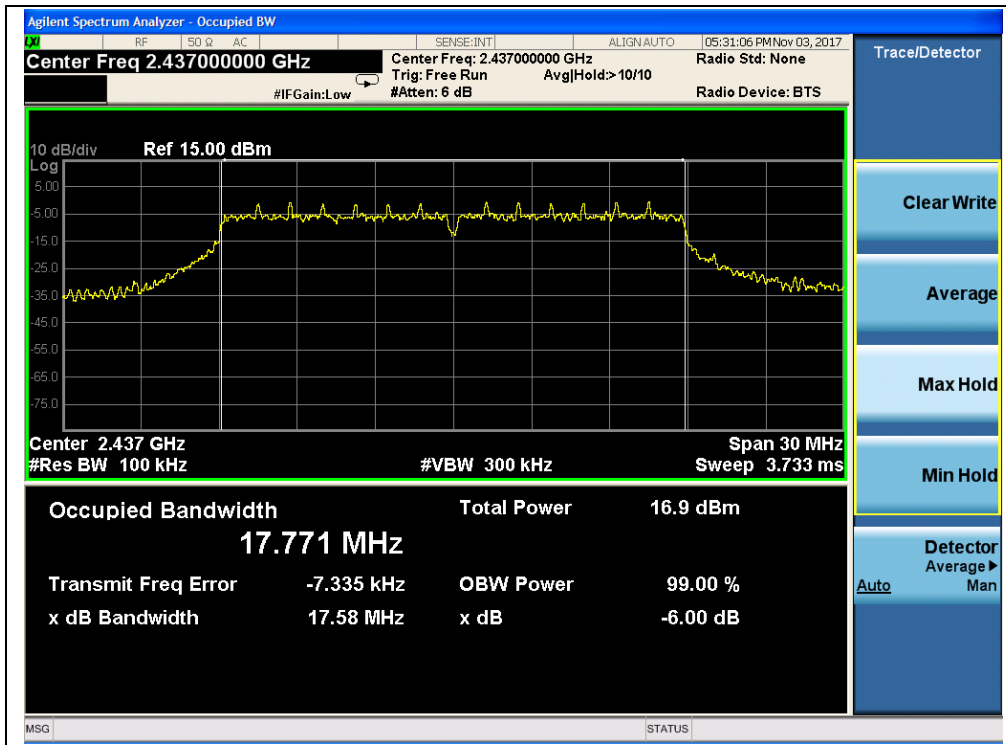 Agilent Spectrum Analyzer - Occupied BW
LXI RF 50 Ω AC SENSE:INT ALIGN AUTO 05:31:06 PM Nov 03, 2017
Center Freq 2.437000000 GHz
#IFGain:Low
Center Freq: 2.437000000 GHz
Trig: Free Run Avg|Hold:>10/10
#Atten: 6 dB
Radio Std: None
Radio Device: BTS
10 dB/div Ref 15.00 dBm
Log
5.00
-5.00
-15.0
-25.0
-35.0
-45.0
-55.0
-65.0
-75.0
Center 2.437 GHz Span 30 MHz
#Res BW 100 kHz #VBW 300 kHz Sweep 3.733 ms
Occupied Bandwidth Total Power 16.9 dBm
17.771 MHz
Transmit Freq Error -7.335 kHz OBW Power 99.00 %
x dB Bandwidth 17.58 MHz x dB -6.00 dB
Trace/Detector
Clear Write
Average
Max Hold
Min Hold
Detector
Average▶
Auto Man
MSG STATUS